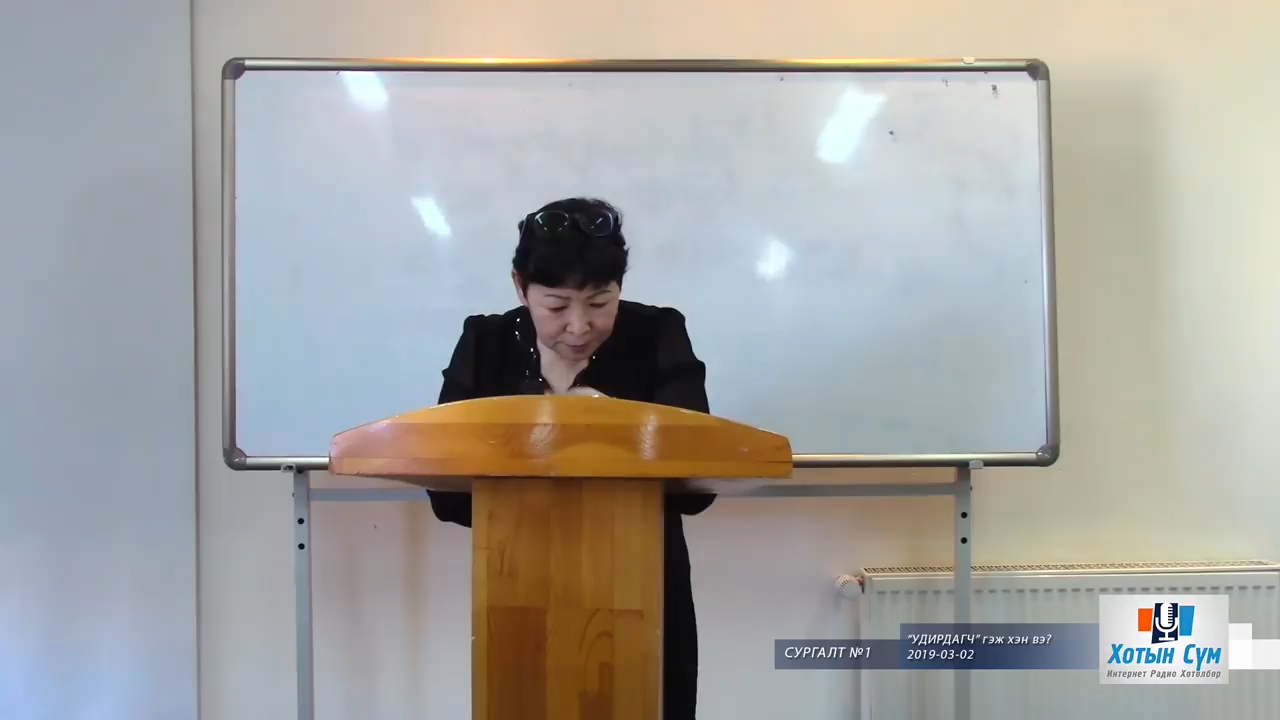 СУРГАЛТ №1
"УДИРДАГЧ" гэж хэн вэ?
2019-03-02
Хотын Сүм
Интернет Радио Хөтөлбөр